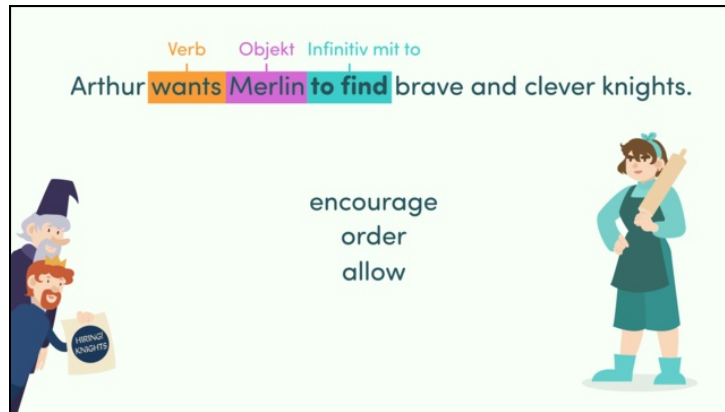 Verb Objekt Infinitiv mit to
Arthur wants Merlin to find brave and clever knights.
encourage
order
allow
HIRING!
KNIGHTS